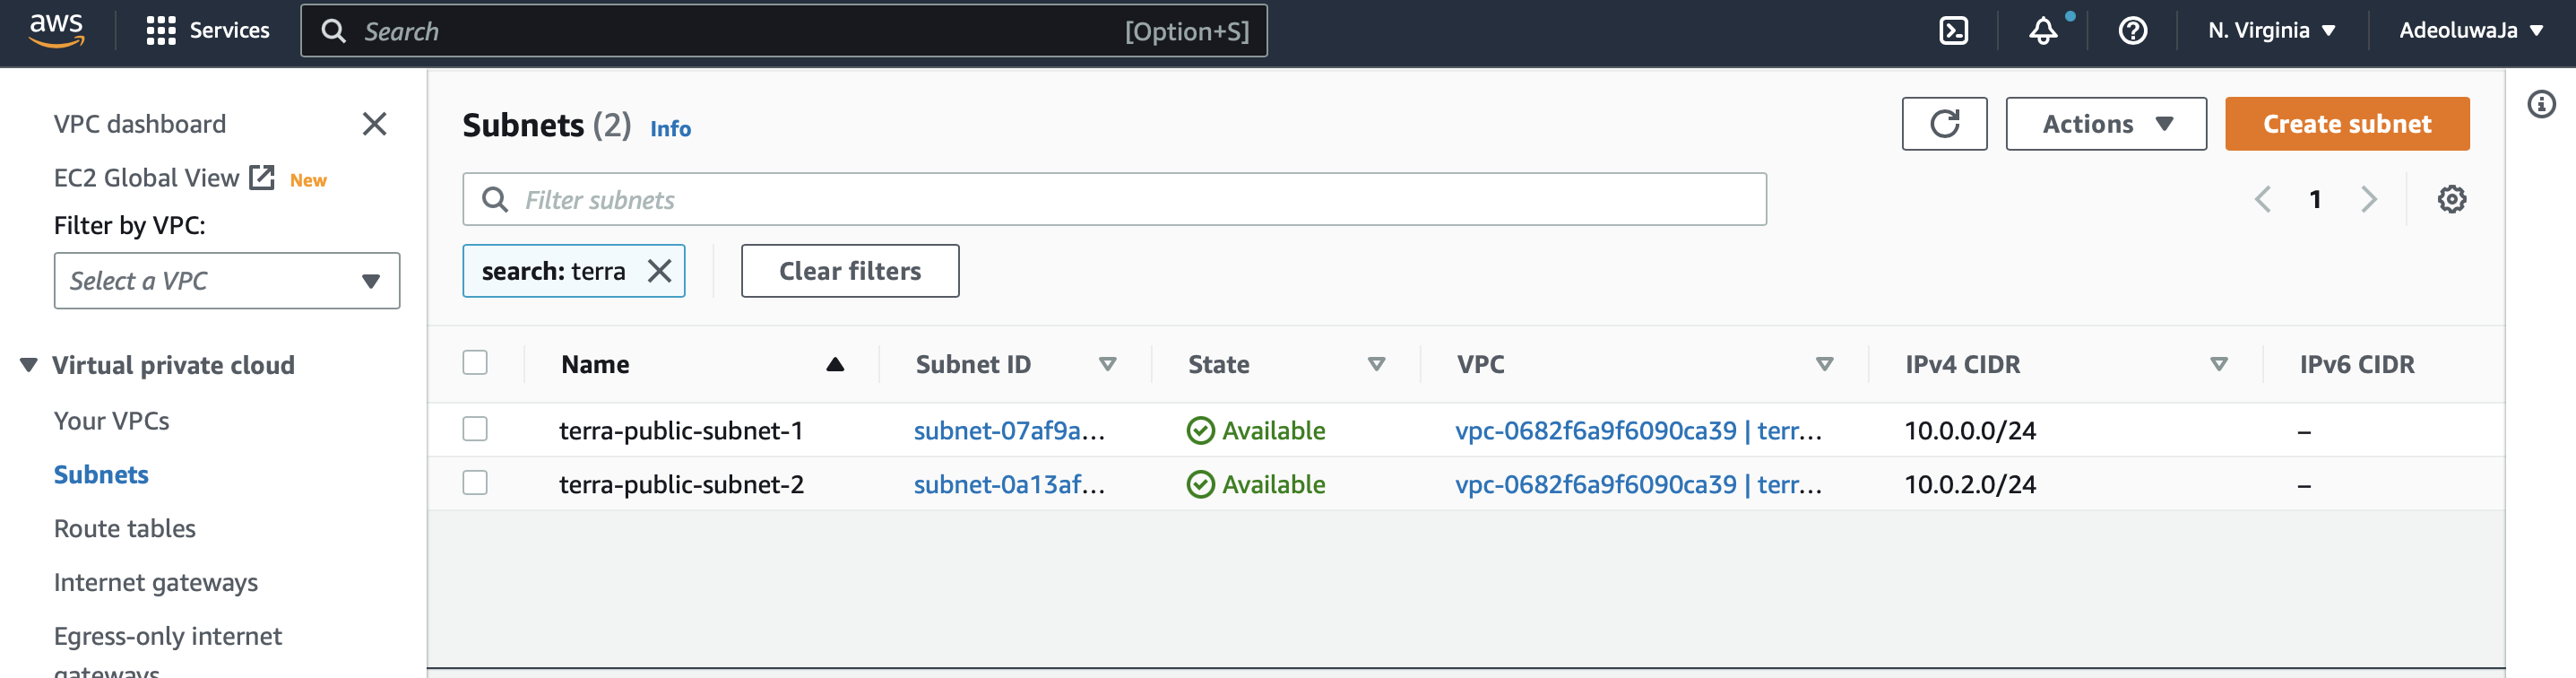 aws Services Search [Option+S] N. Virginia AdeoluwaJa
VPC dashboard
EC2 Global View New
Filter by VPC:
Select a VPC
Virtual private cloud
Your VPCs
Subnets
Route tables
Internet gateways
Egress-only internet
gateways
Subnets (2) Info Actions Create subnet
Filter subnets 1
search: terra Clear filters
Name Subnet ID State VPC IPv4 CIDR IPv6 CIDR
terra-public-subnet-1 subnet-07af9a... Available vpc-0682f6a9f6090ca39 | terr... 10.0.0.0/24 –
terra-public-subnet-2 subnet-0a13af... Available vpc-0682f6a9f6090ca39 | terr... 10.0.2.0/24 –